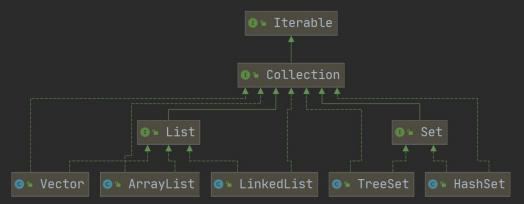 Iterable
Collection
List
Set
Vector
ArrayList
LinkedList
TreeSet
HashSet